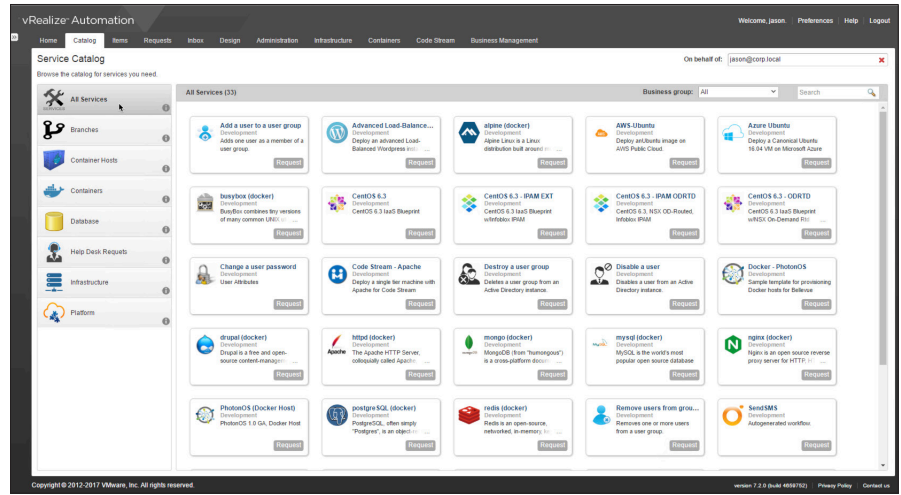 vRealize™ Automation
Welcome, jason. Preferences Help Logout
Home Catalog Items Requests Inbox Design Administration Infrastructure Containers Code Stream Business Management
Service Catalog
On behalf of: jason@corp.local
Browse the catalog for services you need.
All Services
Branches
Container Hosts
Containers
Database
Help Desk Requets
Infrastructure
Platform
All Services (33)
Business group: All
Search
Add a user to a user group
Development
Adds one user as a member of a
user group.
Request
Advanced Load-Balance...
Development
Deploy an advanced Load-
Balanced Wordpress
Request
alpine (docker)
Development
Alpine Linux is a Linux
distribution built around
Request
AWS-Ubuntu
Development
Deploy anUbuntu image on
AWS Public Cloud.
Request
Azure Ubuntu
Development
Deploy a Canonical Ubuntu
16.04 VM on Microsoft Azure
Request
busybox (docker)
Development
BusyBox combines tiny versions
of many common UNIX
Request
CentOS 6.3
Development
CentOS 6.3 IaaS Blueprint
Request
CentOS 6.3 - IPAM EXT
Development
CentOS 6.3 IaaS Blueprint
w/Infoblox IPAM
Request
CentOS 6.3 - IPAM ODRTD
Development
CentOS 6.3, NSX OD-Routed,
Infoblox IPAM
Request
CentOS 6.3 - ODRTD
Development
CentOS 6.3 IaaS Blueprint
w/NSX On-Demand
Request
Change a user password
Development
User Attributes
Request
Code Stream - Apache
Development
Deploy a single tier machine with
Apache for Code Stream
Request
Destroy a user group
Development
Deletes a user group from an
Active Directory instance.
Request
Disable a user
Development
Disables a user from an Active
Directory instance.
Request
Docker - PhotonOS
Development
Sample template for provisioning
Docker hosts for Bellevue
Request
drupal (docker)
Development
Drupal is a free and open-
source content-managem
Request
Apache
httpd (docker)
Development
The Apache HTTP Server,
colloquially called Apache
Request
mongo (docker)
Development
MongoDB (from "humongous")
is a cross-platform
Request
mysql (docker)
Development
MySQL is the world's most
popular open source database
Request
nginx (docker)
Development
Nginx is an open source reverse
proxy server for HTTP,
Request
PhotonOS (Docker Host)
Development
PhotonOS 1.0 GA, Docker Host
Request
postgreSQL (docker)
Development
PostgreSQL, often simply
"Postgres", is an
Request
redis (docker)
Development
Redis is an open-source,
networked, in-memory,
Request
Remove users from grou...
Development
Removes one or more users
from a user group.
Request
SendSMS
Development
Autogenerated workflow.
Request
Copyright © 2012-2017 VMware, Inc. All rights reserved.
version 7.2.0 (build 4659752) Privacy Policy Contact us